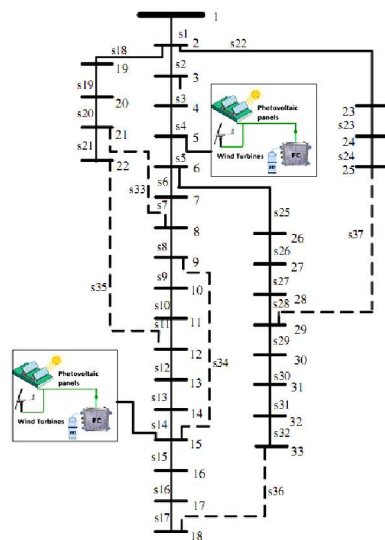 1
s1
2
s18
s22
19
s2
3
s19
20
s3
4
s20
21
s4
5
s21
22
s5
6
s33
s6
7
s7
8
s8
9
s9
10
s10
11
s11
12
s12
13
s13
14
s14
15
s15
16
s16
17
s17
18
s35
s34
s36
Photovoltaic
panels
Wind Turbines
FC
23
s23
24
s24
25
s37
s25
26
s26
27
s27
28
s28
29
s29
30
s30
31
s31
32
s32
33
Photovoltaic
panels
Wind Turbines
FC